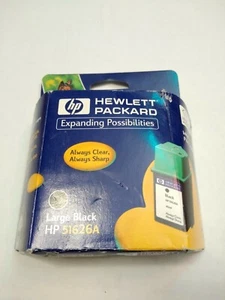 hp HEWLETT
PACKARD
Expanding Possibilities
Always Clear,
Always Sharp
Large Black
HP 51626A